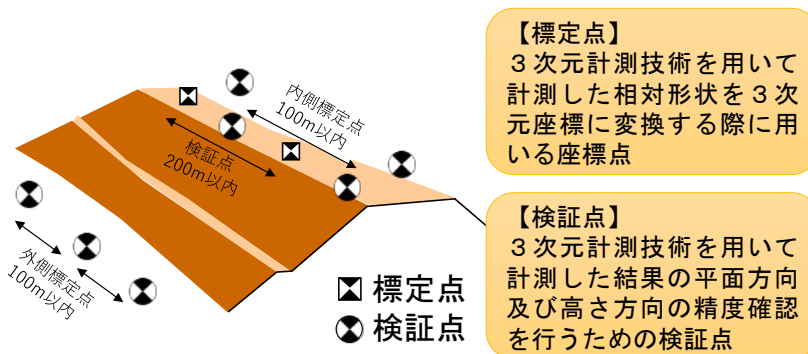 内側標定点
100m以内
検証点
200m以内
外側標定点
100m以内
標定点
検証点
【標定点】
３次元計測技術を用いて
計測した相対形状を３次
元座標に変換する際に用
いる座標点
【検証点】
３次元計測技術を用いて
計測した結果の平面方向
及び高さ方向の精度確認
を行うための検証点